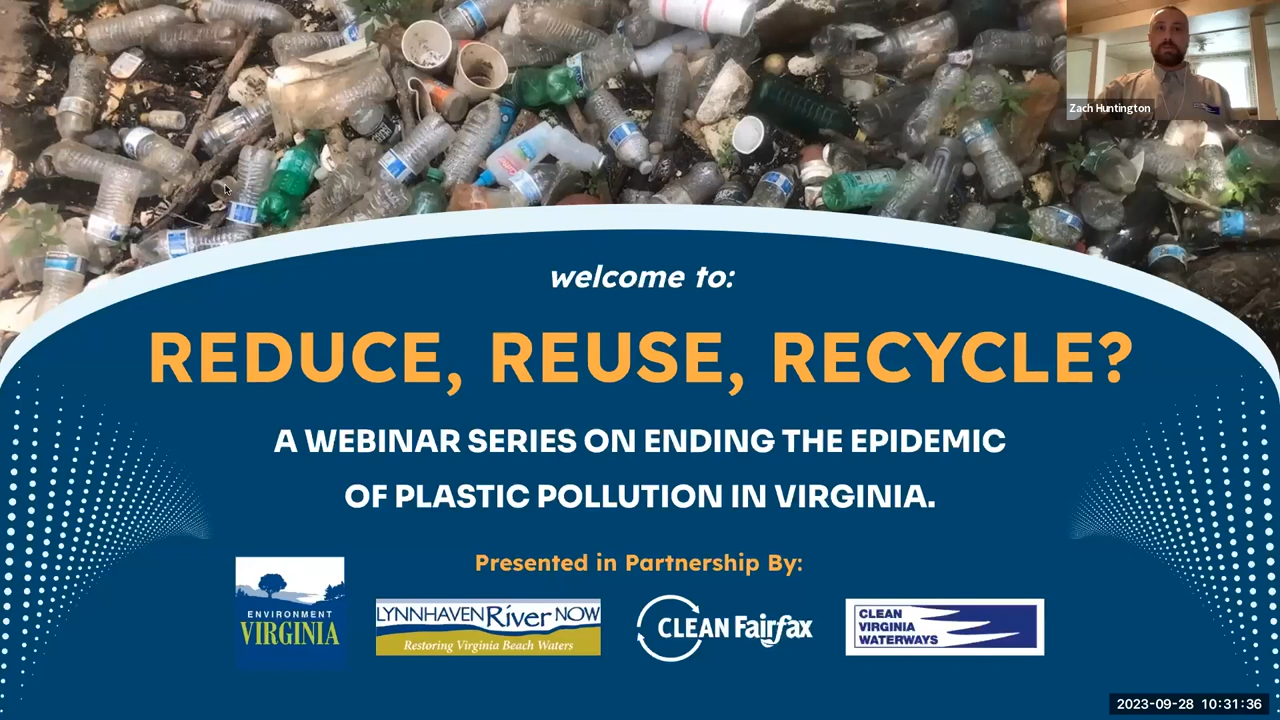 Zach Huntington
welcome to:
REDUCE, REUSE, RECYCLE?
A WEBINAR SERIES ON ENDING THE EPIDEMIC
OF PLASTIC POLLUTION IN VIRGINIA.
Presented in Partnership By:
ENVIRONMENT
VIRGINIA
LYNNHAVEN River NOW
Restoring Virginia Beach Waters
CLEAN Fairfax
CLEAN
VIRGINIA
WATERWAYS
2023-09-28 10:31:36